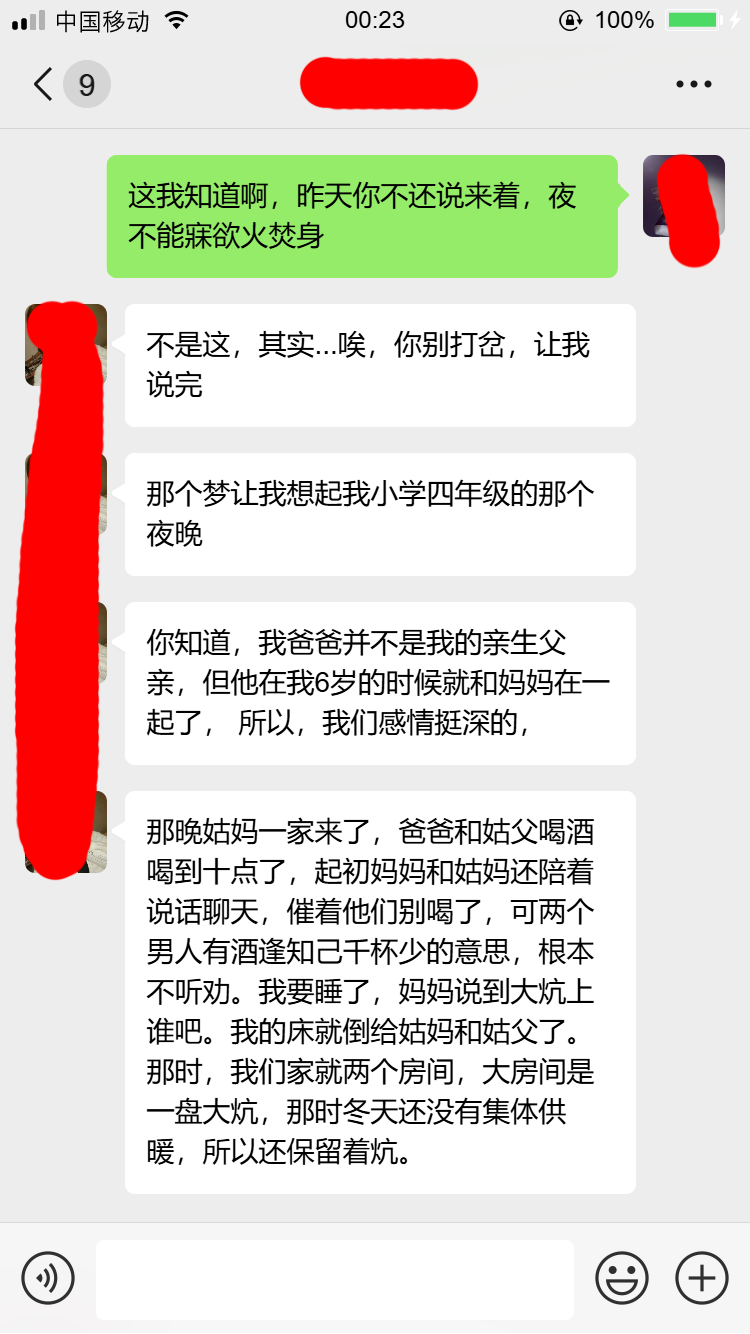 中国移动 00:23 100%
9
这我知道啊，昨天你不还说来着，夜
不能寐欲火焚身
不是这，其实...唉，你别打岔，让我
说完
那个梦让我想起我小学四年级的那个
夜晚
你知道，我爸爸并不是我的亲生父
亲，但他在我6岁的时候就和妈妈在一
起了， 所以，我们感情挺深的，
那晚姑妈一家来了，爸爸和姑父喝酒
喝到十点了，起初妈妈和姑妈还陪着
说话聊天，催着他们别喝了，可两个
男人有酒逢知己千杯少的意思，根本
不听劝。我要睡了，妈妈说到大炕上
谁吧。我的床就倒给姑妈和姑父了。
那时，我们家就两个房间，大房间是
一盘大炕，那时冬天还没有集体供
暖，所以还保留着炕。